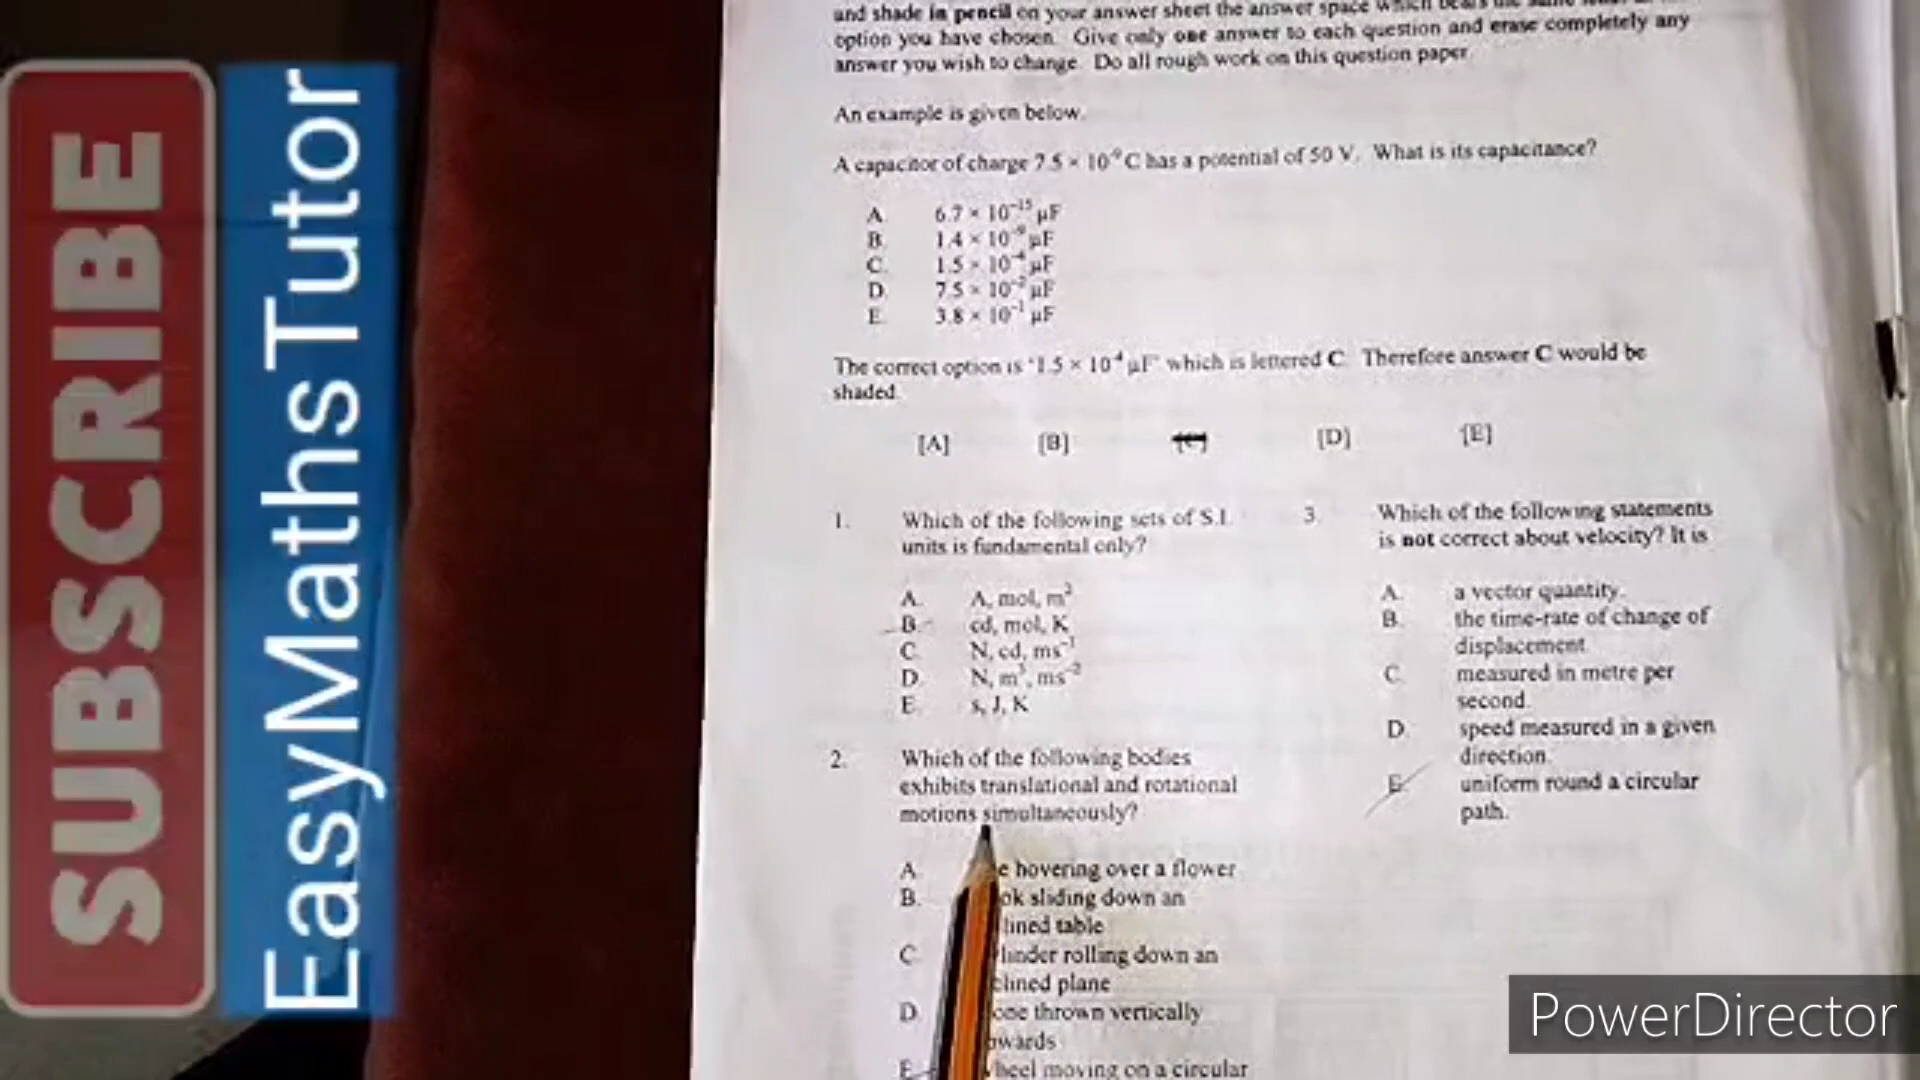 SUBSCRIBE
EasyMathsTutor
and shade in pencil on your answer sheet the answer space which bears the same
option you have chosen. Give only one answer to each question and erase completely any
answer you wish to change. Do all rough work on this question paper.
An example is given below.
A capacitor of charge 7.5 × 10⁻⁹ C has a potential of 50 V. What is its capacitance?
A. 6.7 × 10⁻¹⁵ µF
B. 1.4 × 10⁻⁹ µF
C. 1.5 × 10⁻⁴ µF
D. 7.5 × 10⁻² µF
E. 3.8 × 10⁻¹ µF
The correct option is "1.5 × 10⁻⁴ µF" which is lettered C. Therefore answer C would be
shaded.
[A] [B] [C] [D] [E]
1. Which of the following sets of S.I.
units is fundamental only?
A. A, mol, m²
B. cd, mol, K
C. N, cd, ms⁻¹
D. N, m³, ms⁻²
E. s, J, K
2. Which of the following bodies
exhibits translational and rotational
motions simultaneously?
A. hovering over a flower
B. sliding down an
table
C. rolling down an
plane
D. thrown vertically
E. moving on a circular
3. Which of the following statements
is not correct about velocity? It is
A. a vector quantity.
B. the time-rate of change of
displacement.
C. measured in metre per
second.
D. speed measured in a given
direction.
E. uniform round a circular
path.
PowerDirector